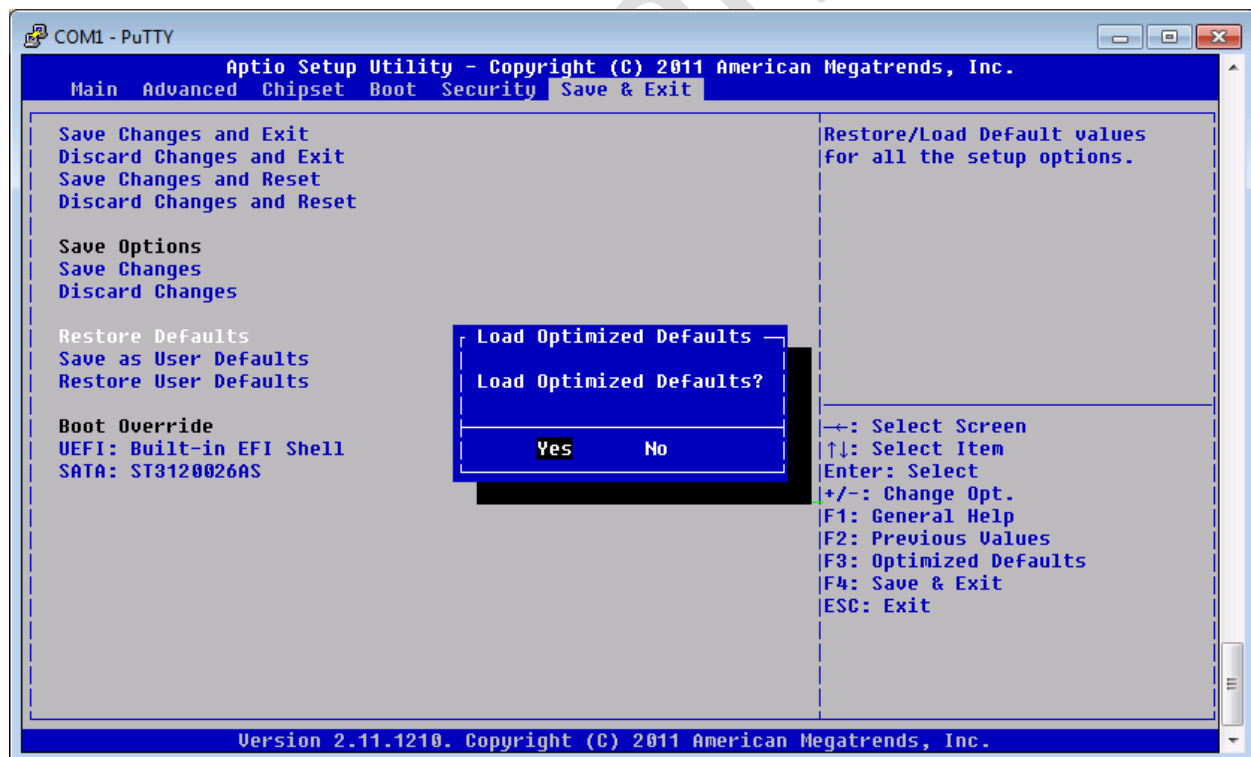 COM1 - PuTTY
Aptio Setup Utility - Copyright (C) 2011 American Megatrends, Inc.
Main Advanced Chipset Boot Security Save & Exit
Save Changes and Exit
Discard Changes and Exit
Save Changes and Reset
Discard Changes and Reset
Save Options
Save Changes
Discard Changes
Restore Defaults
Save as User Defaults
Restore User Defaults
Boot Override
UEFI: Built-in EFI Shell
SATA: ST3120026AS
Load Optimized Defaults
Load Optimized Defaults?
Yes No
Restore/Load Default values
for all the setup options.
→←: Select Screen
↑↓: Select Item
Enter: Select
+/-: Change Opt.
F1: General Help
F2: Previous Values
F3: Optimized Defaults
F4: Save & Exit
ESC: Exit
Version 2.11.1210. Copyright (C) 2011 American Megatrends, Inc.